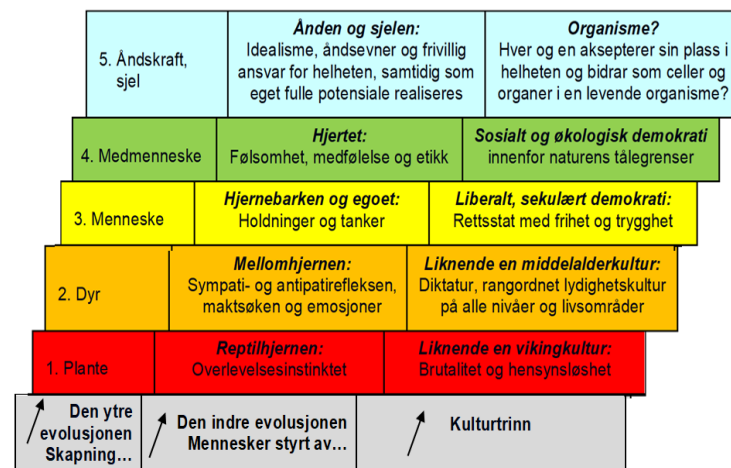 5. Åndskraft,
sjel
Ånden og sjelen:
Idealisme, åndsevner og frivillig
ansvar for helheten, samtidig som
eget fulle potensiale realiseres
Organisme?
Hver og en aksepterer sin plass i
helheten og bidrar som celler og
organer i en levende organisme?
4. Medmenneske
Hjertet:
Følsomhet, medfølelse og etikk
Sosialt og økologisk demokrati
innenfor naturens tålegrenser
3. Menneske
Hjernebarken og egoet:
Holdninger og tanker
Liberalt, sekulært demokrati:
Rettsstat med frihet og trygghet
2. Dyr
Mellomhjernen:
Sympati- og antipatirefleksen,
maktsøken og emosjoner
Liknende en middelalderkultur:
Diktatur, rangordnet lydighetskultur
på alle nivåer og livsområder
1. Plante
Reptilhjernen:
Overlevelsesinstinktet
Liknende en vikingkultur:
Brutalitet og hensynsløshet
Den ytre
evolusjonen
Skapning…
Den indre evolusjonen
Mennesker styrt av…
Kulturtrinn